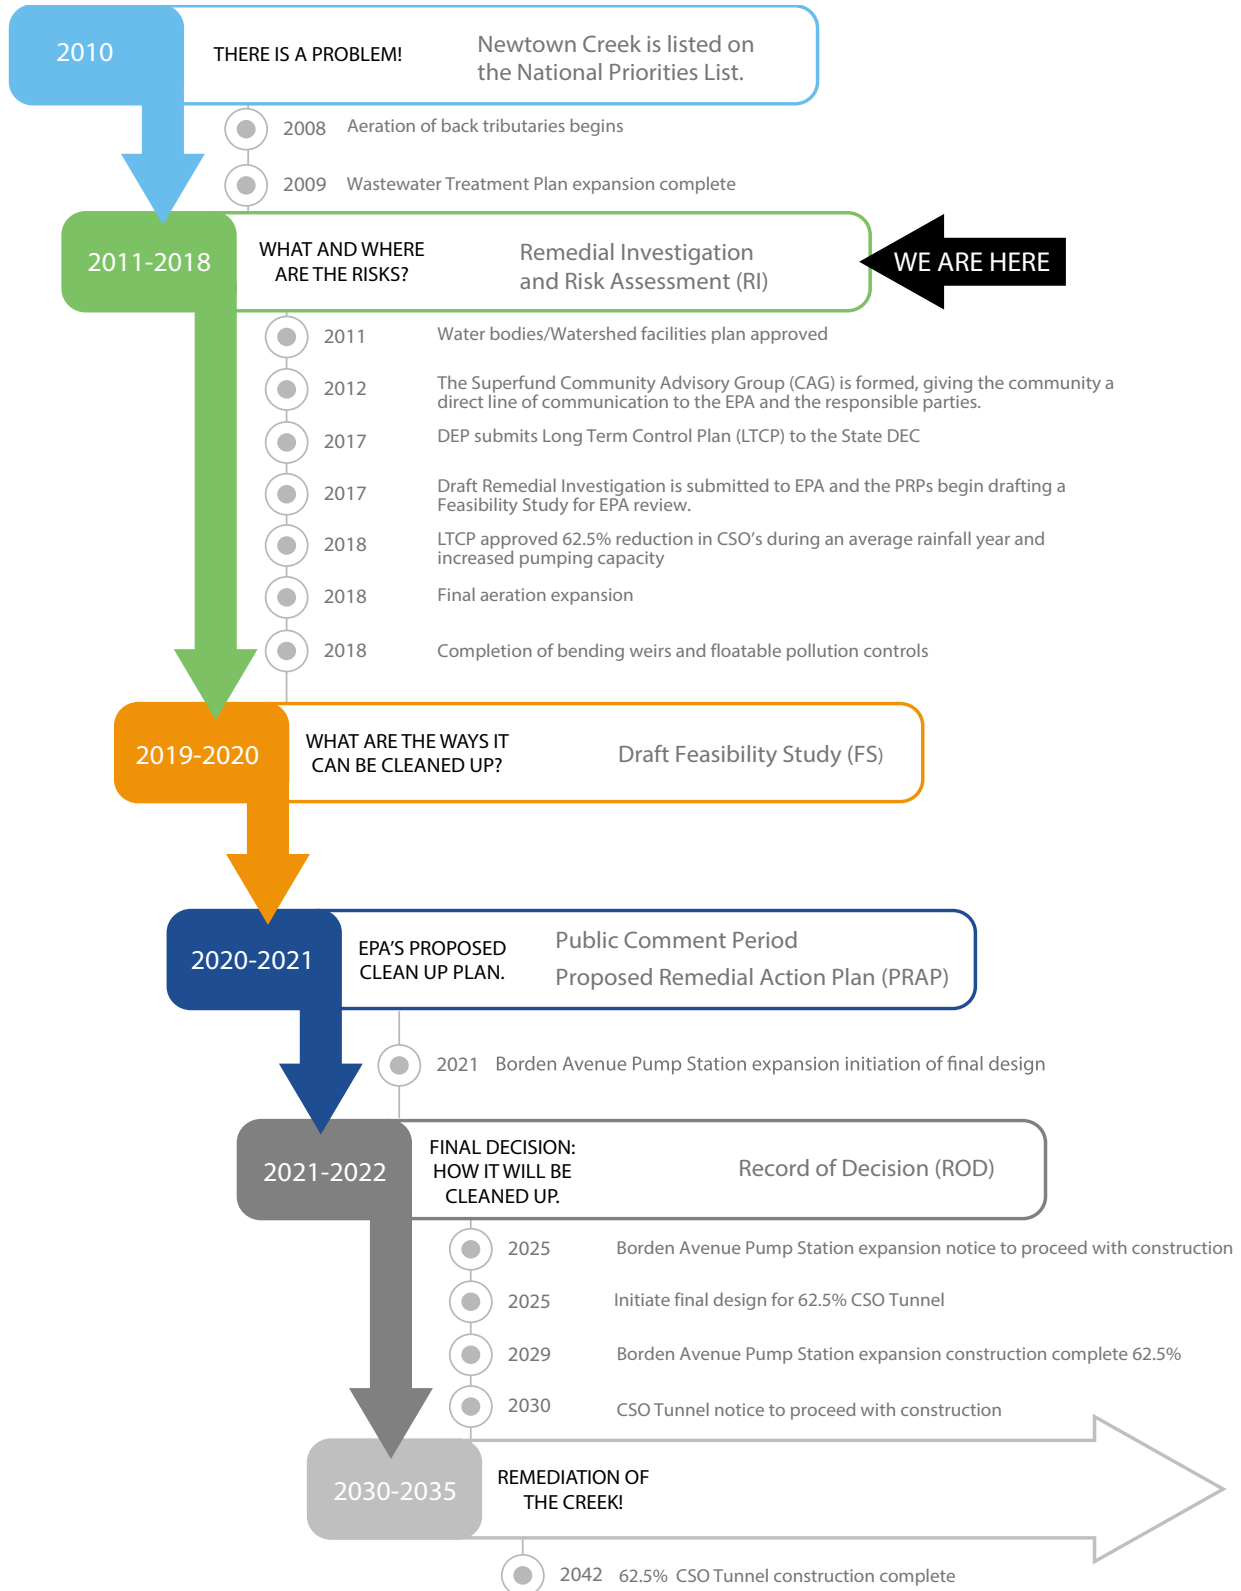 2010
THERE IS A PROBLEM!
Newtown Creek is listed on
the National Priorities List.
2008 Aeration of back tributaries begins
2009 Wastewater Treatment Plan expansion complete
2011-2018
WHAT AND WHERE
ARE THE RISKS?
Remedial Investigation
and Risk Assessment (RI)
WE ARE HERE
2011 Water bodies/Watershed facilities plan approved
2012 The Superfund Community Advisory Group (CAG) is formed, giving the community a
direct line of communication to the EPA and the responsible parties.
2017 DEP submits Long Term Control Plan (LTCP) to the State DEC
2017 Draft Remedial Investigation is submitted to EPA and the PRPs begin drafting a
Feasibility Study for EPA review.
2018 LTCP approved 62.5% reduction in CSO's during an average rainfall year and
increased pumping capacity
2018 Final aeration expansion
2018 Completion of bending weirs and floatable pollution controls
2019-2020
WHAT ARE THE WAYS IT
CAN BE CLEANED UP?
Draft Feasibility Study (FS)
2020-2021
EPA'S PROPOSED
CLEAN UP PLAN.
Public Comment Period
Proposed Remedial Action Plan (PRAP)
2021 Borden Avenue Pump Station expansion initiation of final design
2021-2022
FINAL DECISION:
HOW IT WILL BE
CLEANED UP.
Record of Decision (ROD)
2025 Borden Avenue Pump Station expansion notice to proceed with construction
2025 Initiate final design for 62.5% CSO Tunnel
2029 Borden Avenue Pump Station expansion construction complete 62.5%
2030 CSO Tunnel notice to proceed with construction
2030-2035
REMEDIATION OF
THE CREEK!
2042 62.5% CSO Tunnel construction complete